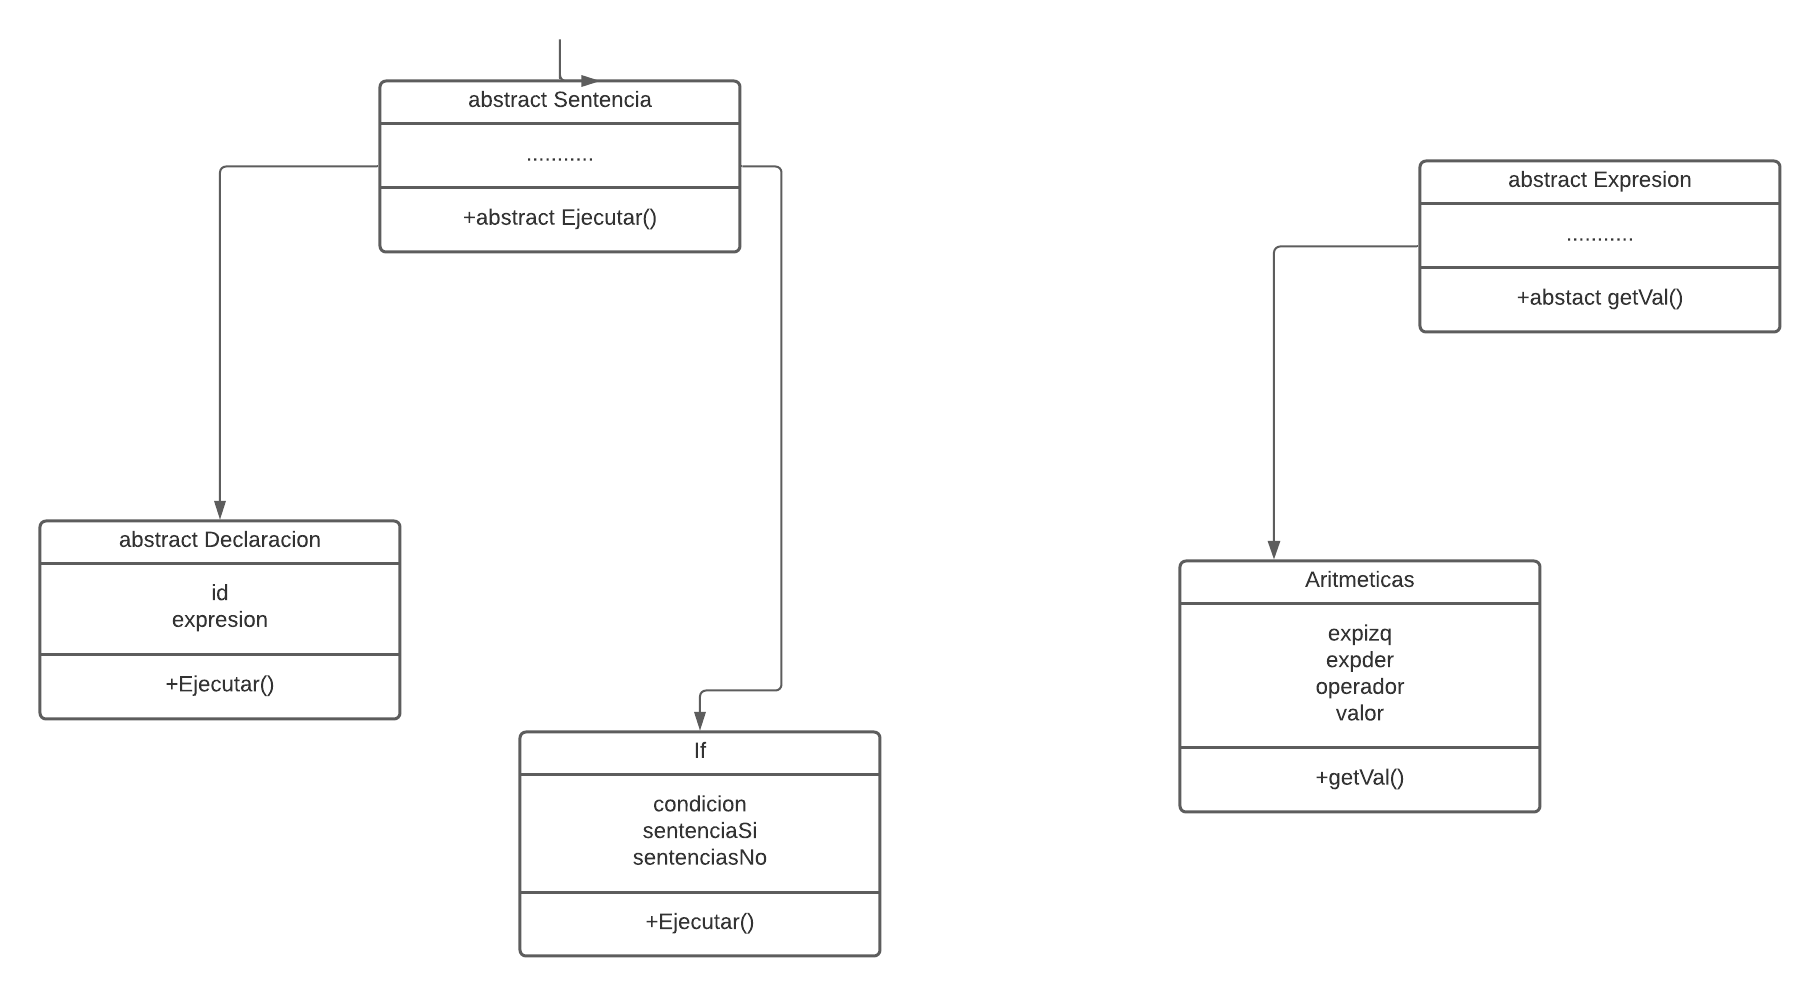 abstract Sentencia
...........
+abstract Ejecutar()
abstract Expresion
...........
+abstact getVal()
abstract Declaracion
id
expresion
+Ejecutar()
Aritmeticas
expizq
expder
operador
valor
+getVal()
If
condicion
sentenciaSi
sentenciasNo
+Ejecutar()